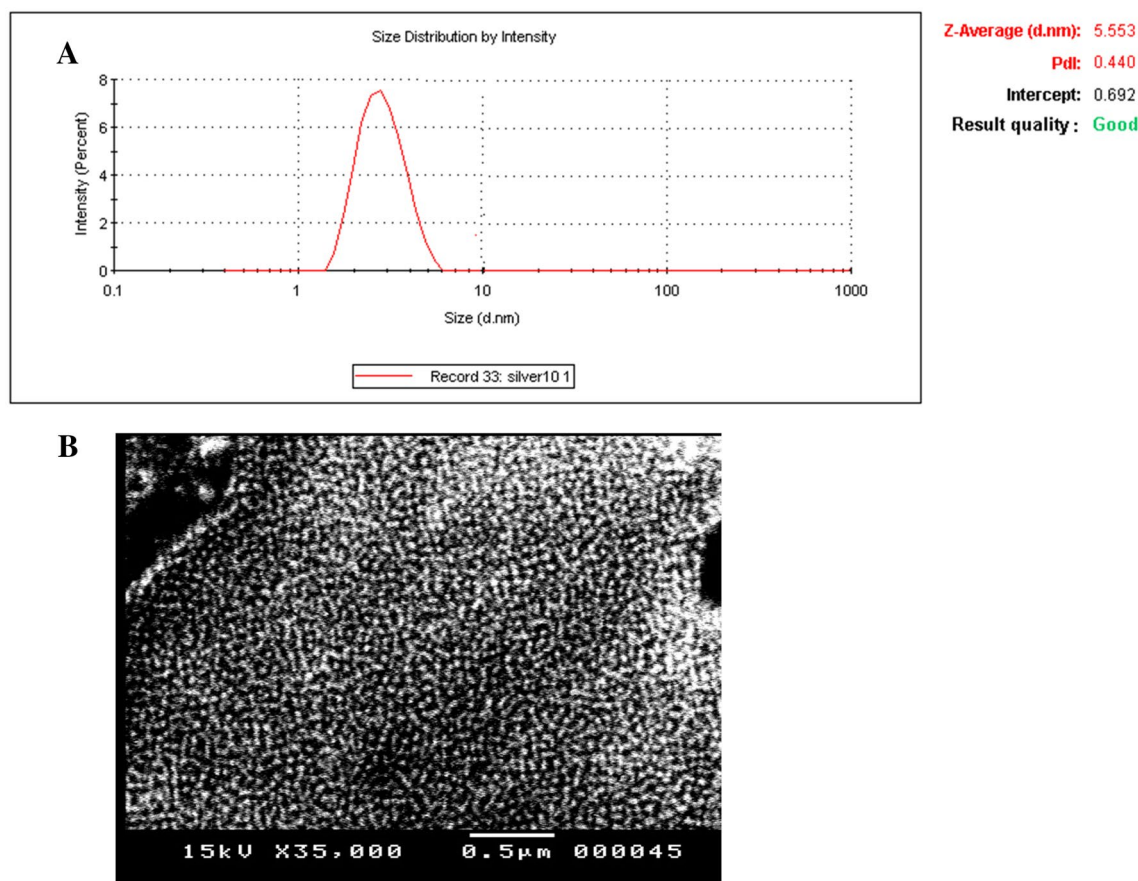 A
Size Distribution by Intensity
Z-Average (d.nm): 5.553
PdI: 0.440
Intercept: 0.692
Result quality : Good
Intensity (Percent)
8
6
4
2
0
0.1 1 10 100 1000
Size (d.nm)
Record 33: silver10 1
B
15kV X35,000 0.5µm 000045